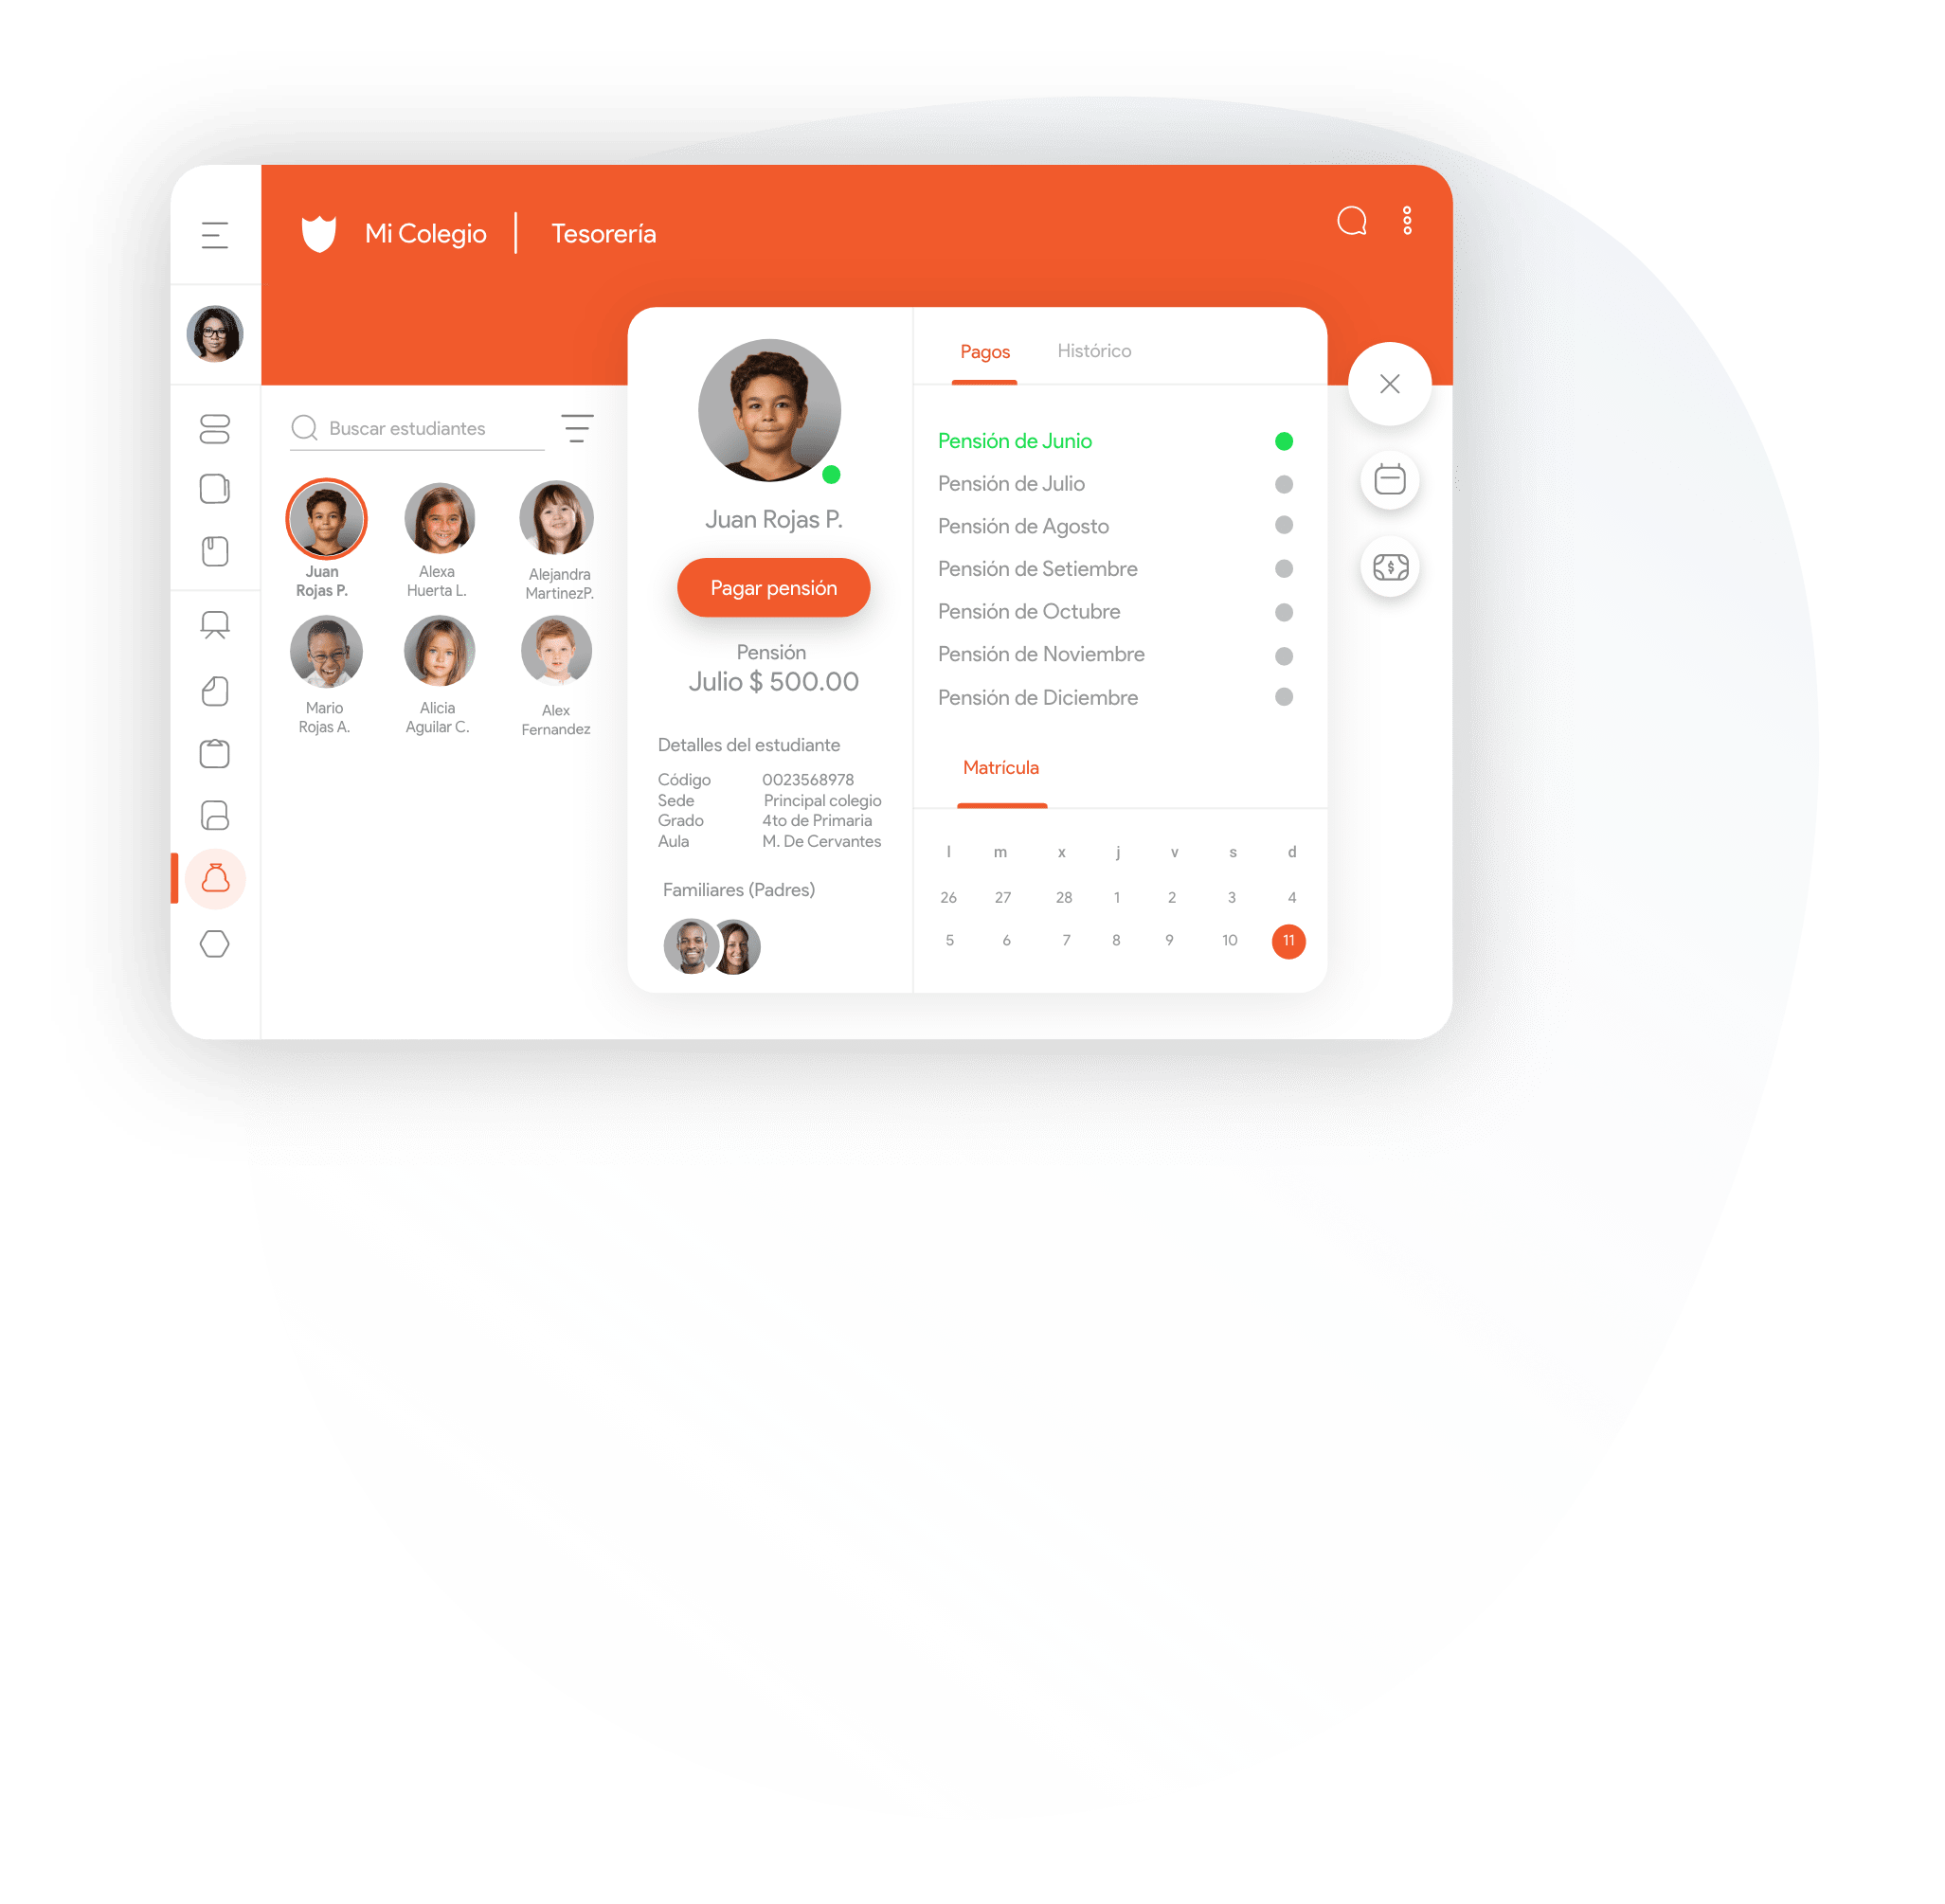 Mi Colegio
Tesorería
Buscar estudiantes
Juan
Rojas P.
Alexa
Huerta L.
Alejandra
MartinezP.
Mario
Rojas A.
Alicia
Aguilar C.
Alex
Fernandez
Juan Rojas P.
Pagar pensión
Pensión
Julio $ 500.00
Detalles del estudiante
Código 0023568978
Sede Principal colegio
Grado 4to de Primaria
Aula M. De Cervantes
Familiares (Padres)
Pagos Histórico
Pensión de Junio
Pensión de Julio
Pensión de Agosto
Pensión de Setiembre
Pensión de Octubre
Pensión de Noviembre
Pensión de Diciembre
Matrícula
l m x j v s d
26 27 28 1 2 3 4
5 6 7 8 9 10 11
$